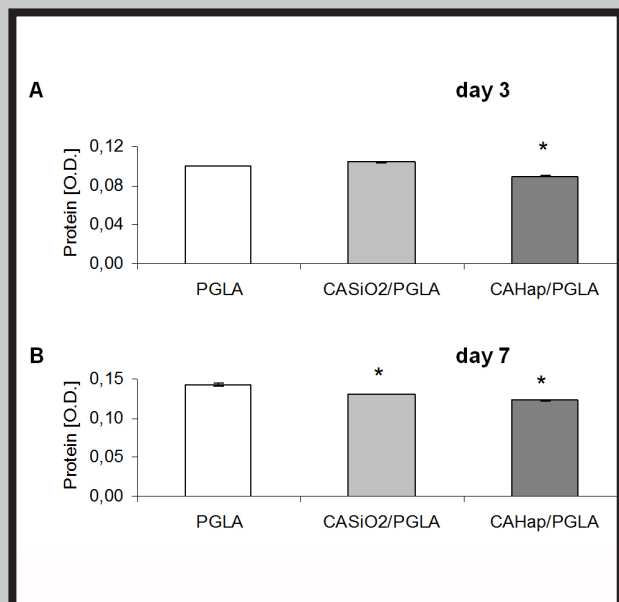 A day 3
*
0,12
0,08
0,04
0,00
Protein [O.D.]
PGLA CASiO2/PGLA CAHap/PGLA
B day 7
* *
0,15
0,10
0,05
0,00
Protein [O.D.]
PGLA CASiO2/PGLA CAHap/PGLA